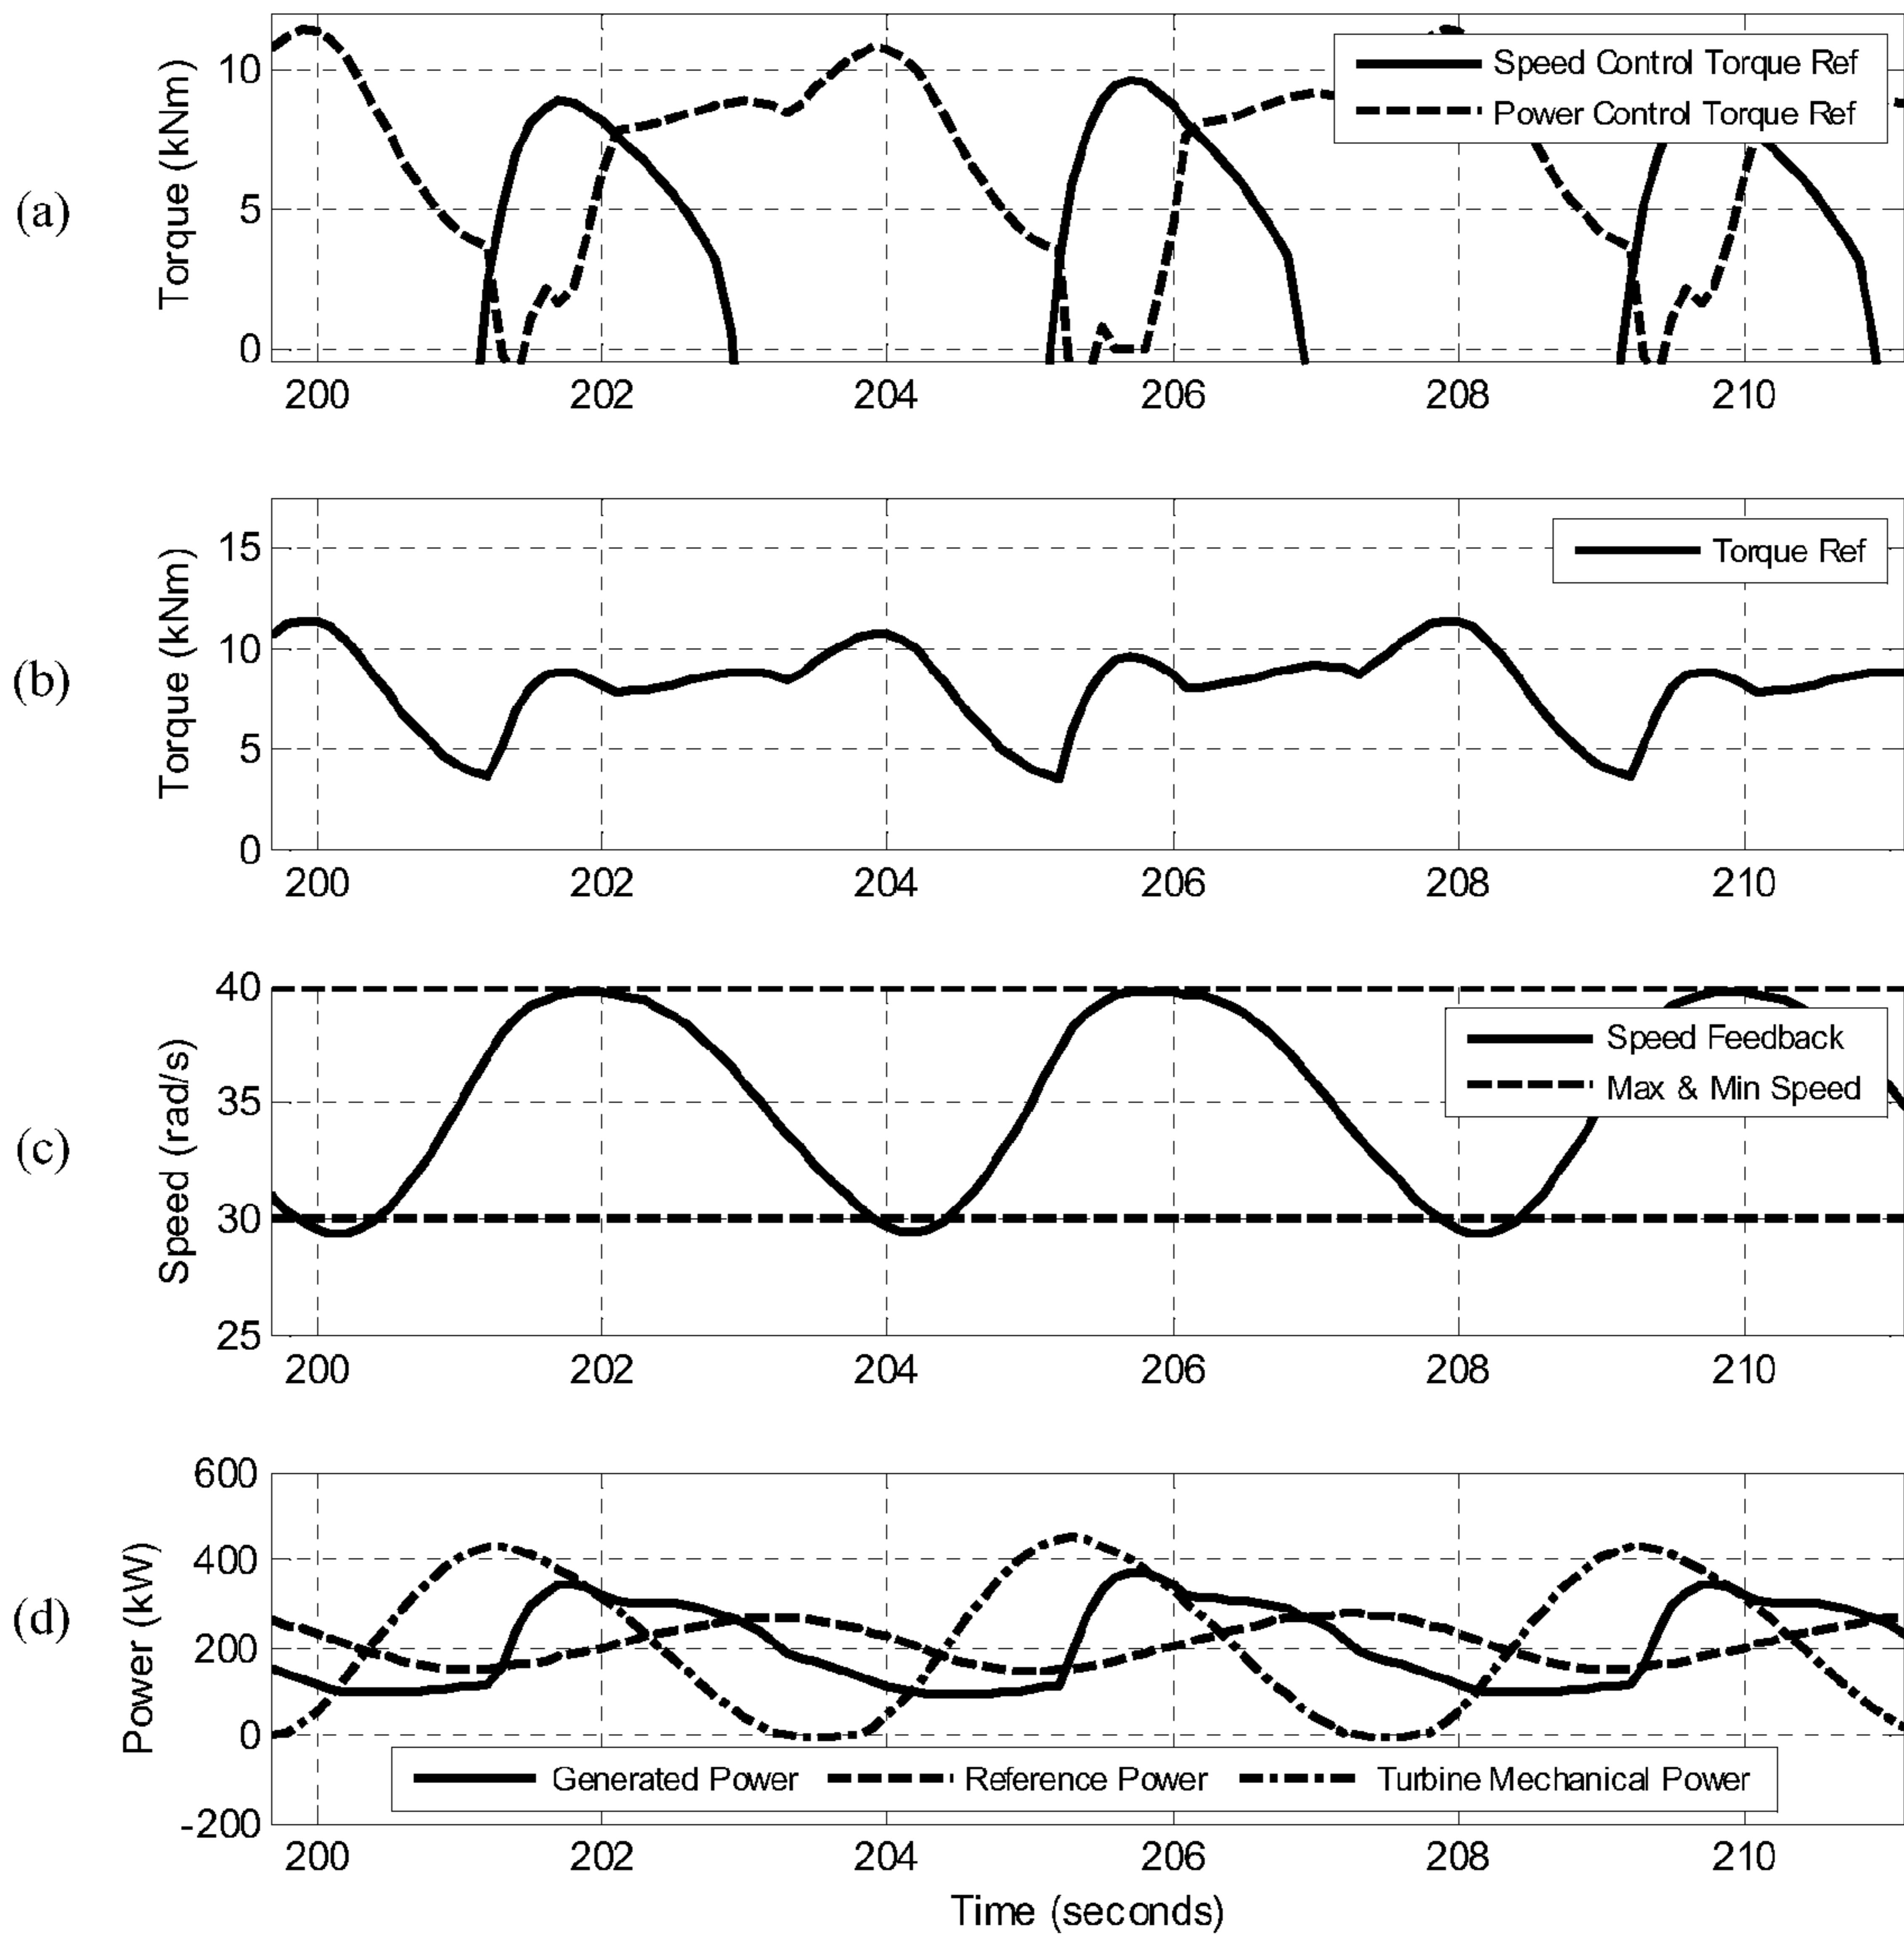 (a)
Torque (kNm)
10
5
0
Speed Control Torque Ref
Power Control Torque Ref
200 202 204 206 208 210
(b)
Torque (kNm)
15
10
5
0
Torque Ref
200 202 204 206 208 210
(c)
Speed (rad/s)
40
35
30
25
Speed Feedback
Max & Min Speed
200 202 204 206 208 210
(d)
Power (kW)
600
400
200
0
-200
Generated Power Reference Power Turbine Mechanical Power
200 202 204 206 208 210
Time (seconds)